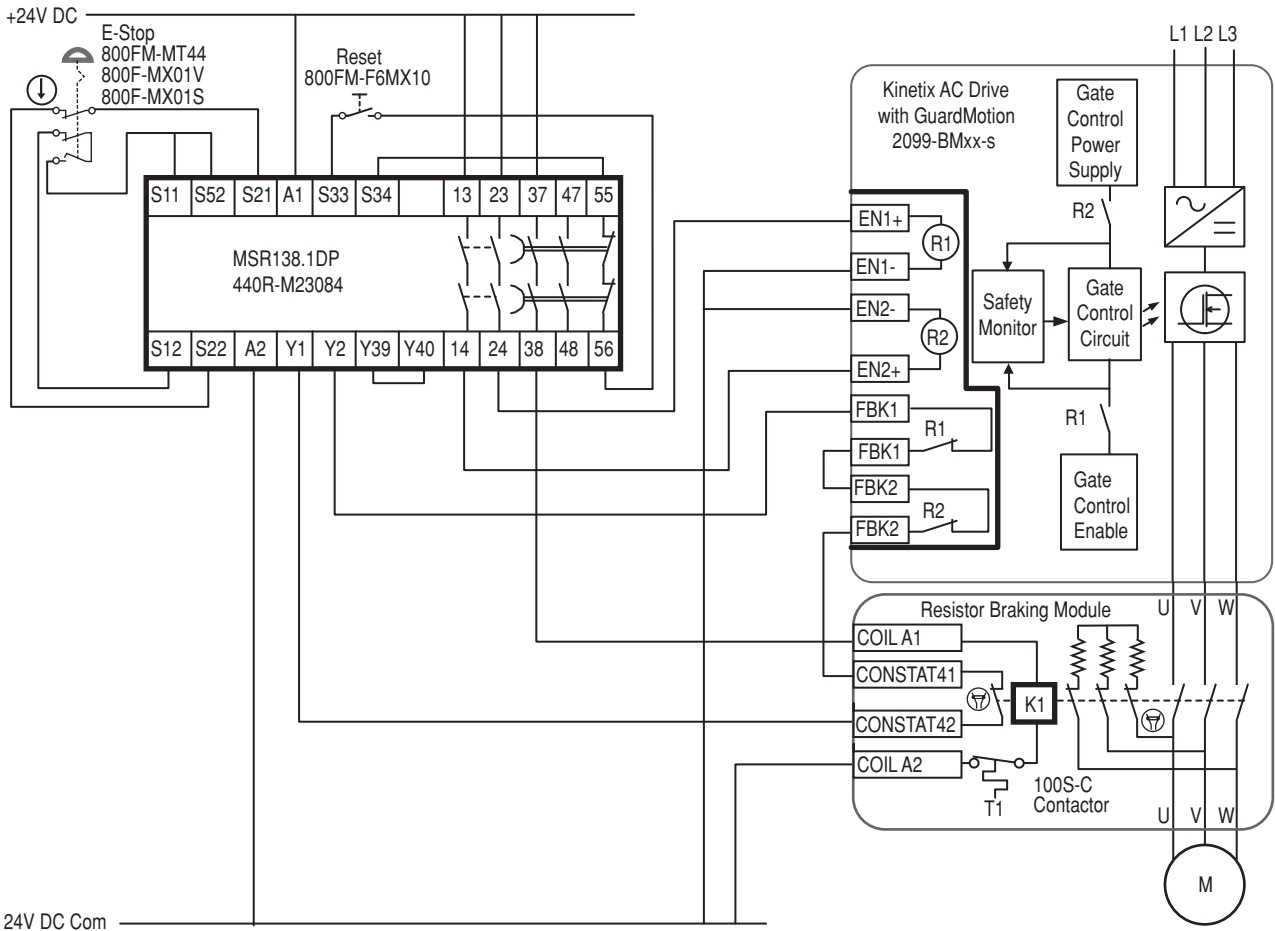 +24V DC
E-Stop
800FM-MT44
800F-MX01V
800F-MX01S
Reset
800FM-F6MX10
S11 S52 S21 A1 S33 S34 13 23 37 47 55
MSR138.1DP
440R-M23084
S12 S22 A2 Y1 Y2 Y39 Y40 14 24 38 48 56
L1 L2 L3
Kinetix AC Drive
with GuardMotion
2099-BMxx-s
Gate
Control
Power
Supply
R2
EN1+
R1
EN1-
EN2-
R2
EN2+
Safety
Monitor
Gate
Control
Circuit
FBK1
R1
FBK1
FBK2
R2
FBK2
R1
Gate
Control
Enable
Resistor Braking Module
U V W
COIL A1
CONSTAT41
K1
CONSTAT42
COIL A2
T1
100S-C
Contactor
U V W
M
24V DC Com